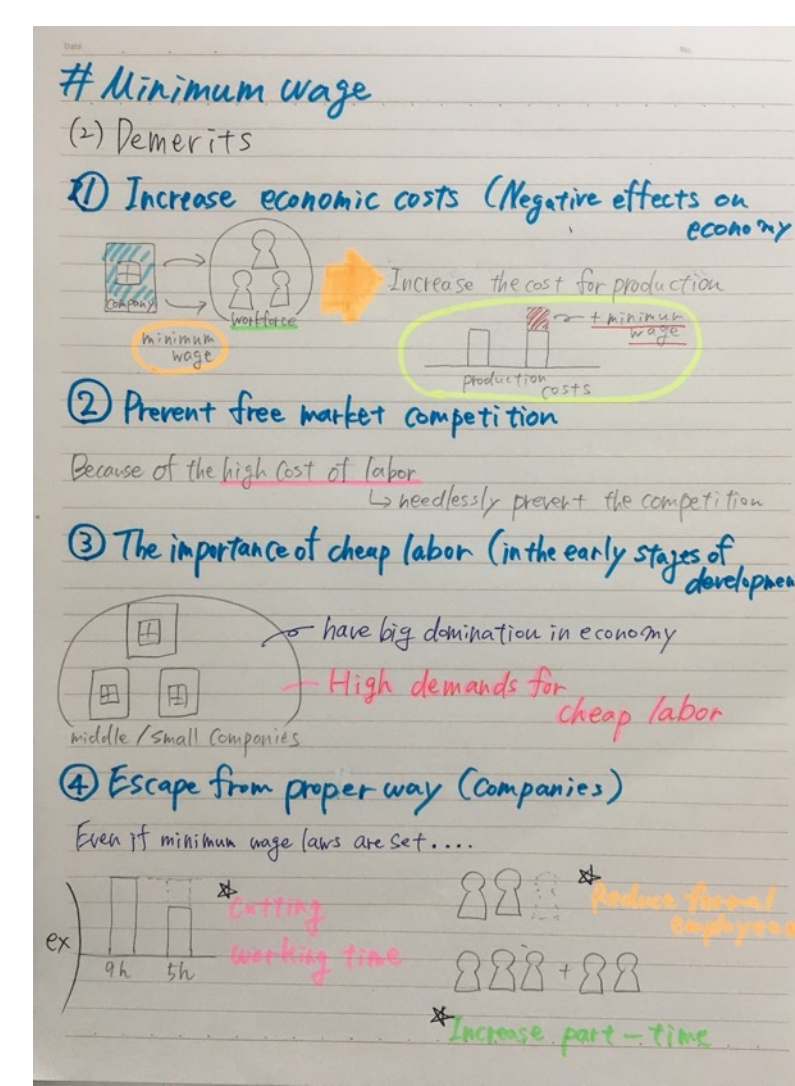 Date
No.
# Minimum wage
(2) Demerits
① Increase economic costs (Negative effects on
economy
company
workforce
minimum
wage
Increase the cost for production
+ minimum
wage
production
costs
② Prevent free market competition
Because of the high cost of labor
↳ needlessly prevent the competition
③ The importance of cheap labor (in the early stages of
developmen
have big domination in economy
High demands for
cheap labor
middle / small companies
④ Escape from proper way (Companies)
Even if minimum wage laws are set....
ex)
9h
5h
☆ Cutting
working time
☆ Reduce formal
employees
+
☆ Increase part-time